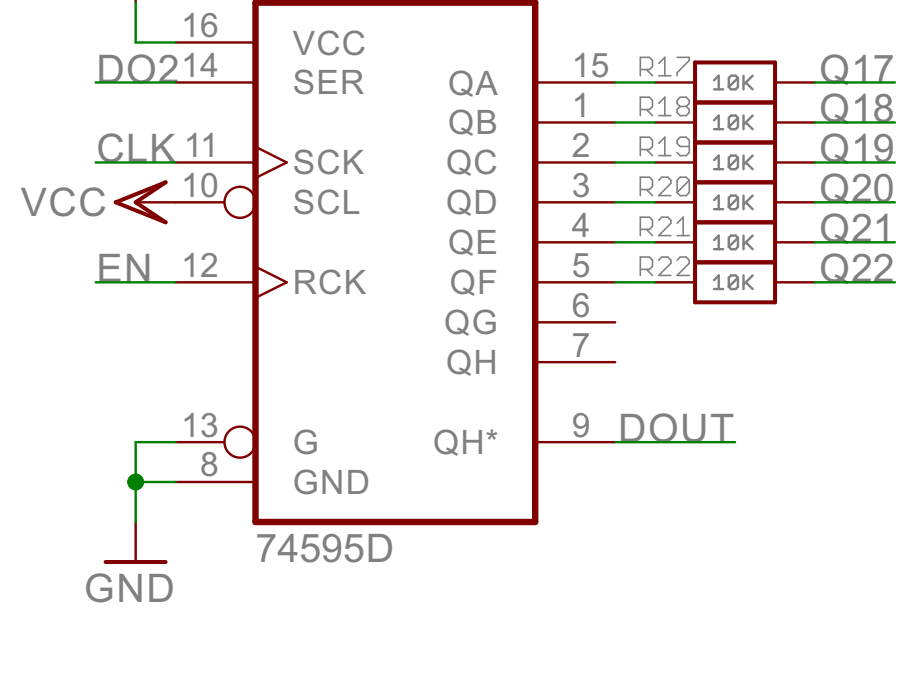 16 VCC
DO2 14 SER QA 15 R17 10K Q17
QB 1 R18 10K Q18
CLK 11 SCK QC 2 R19 10K Q19
VCC 10 SCL QD 3 R20 10K Q20
QE 4 R21 10K Q21
EN 12 RCK QF 5 R22 10K Q22
QG 6
QH 7
13 G QH* 9 DOUT
8 GND
74595D
GND